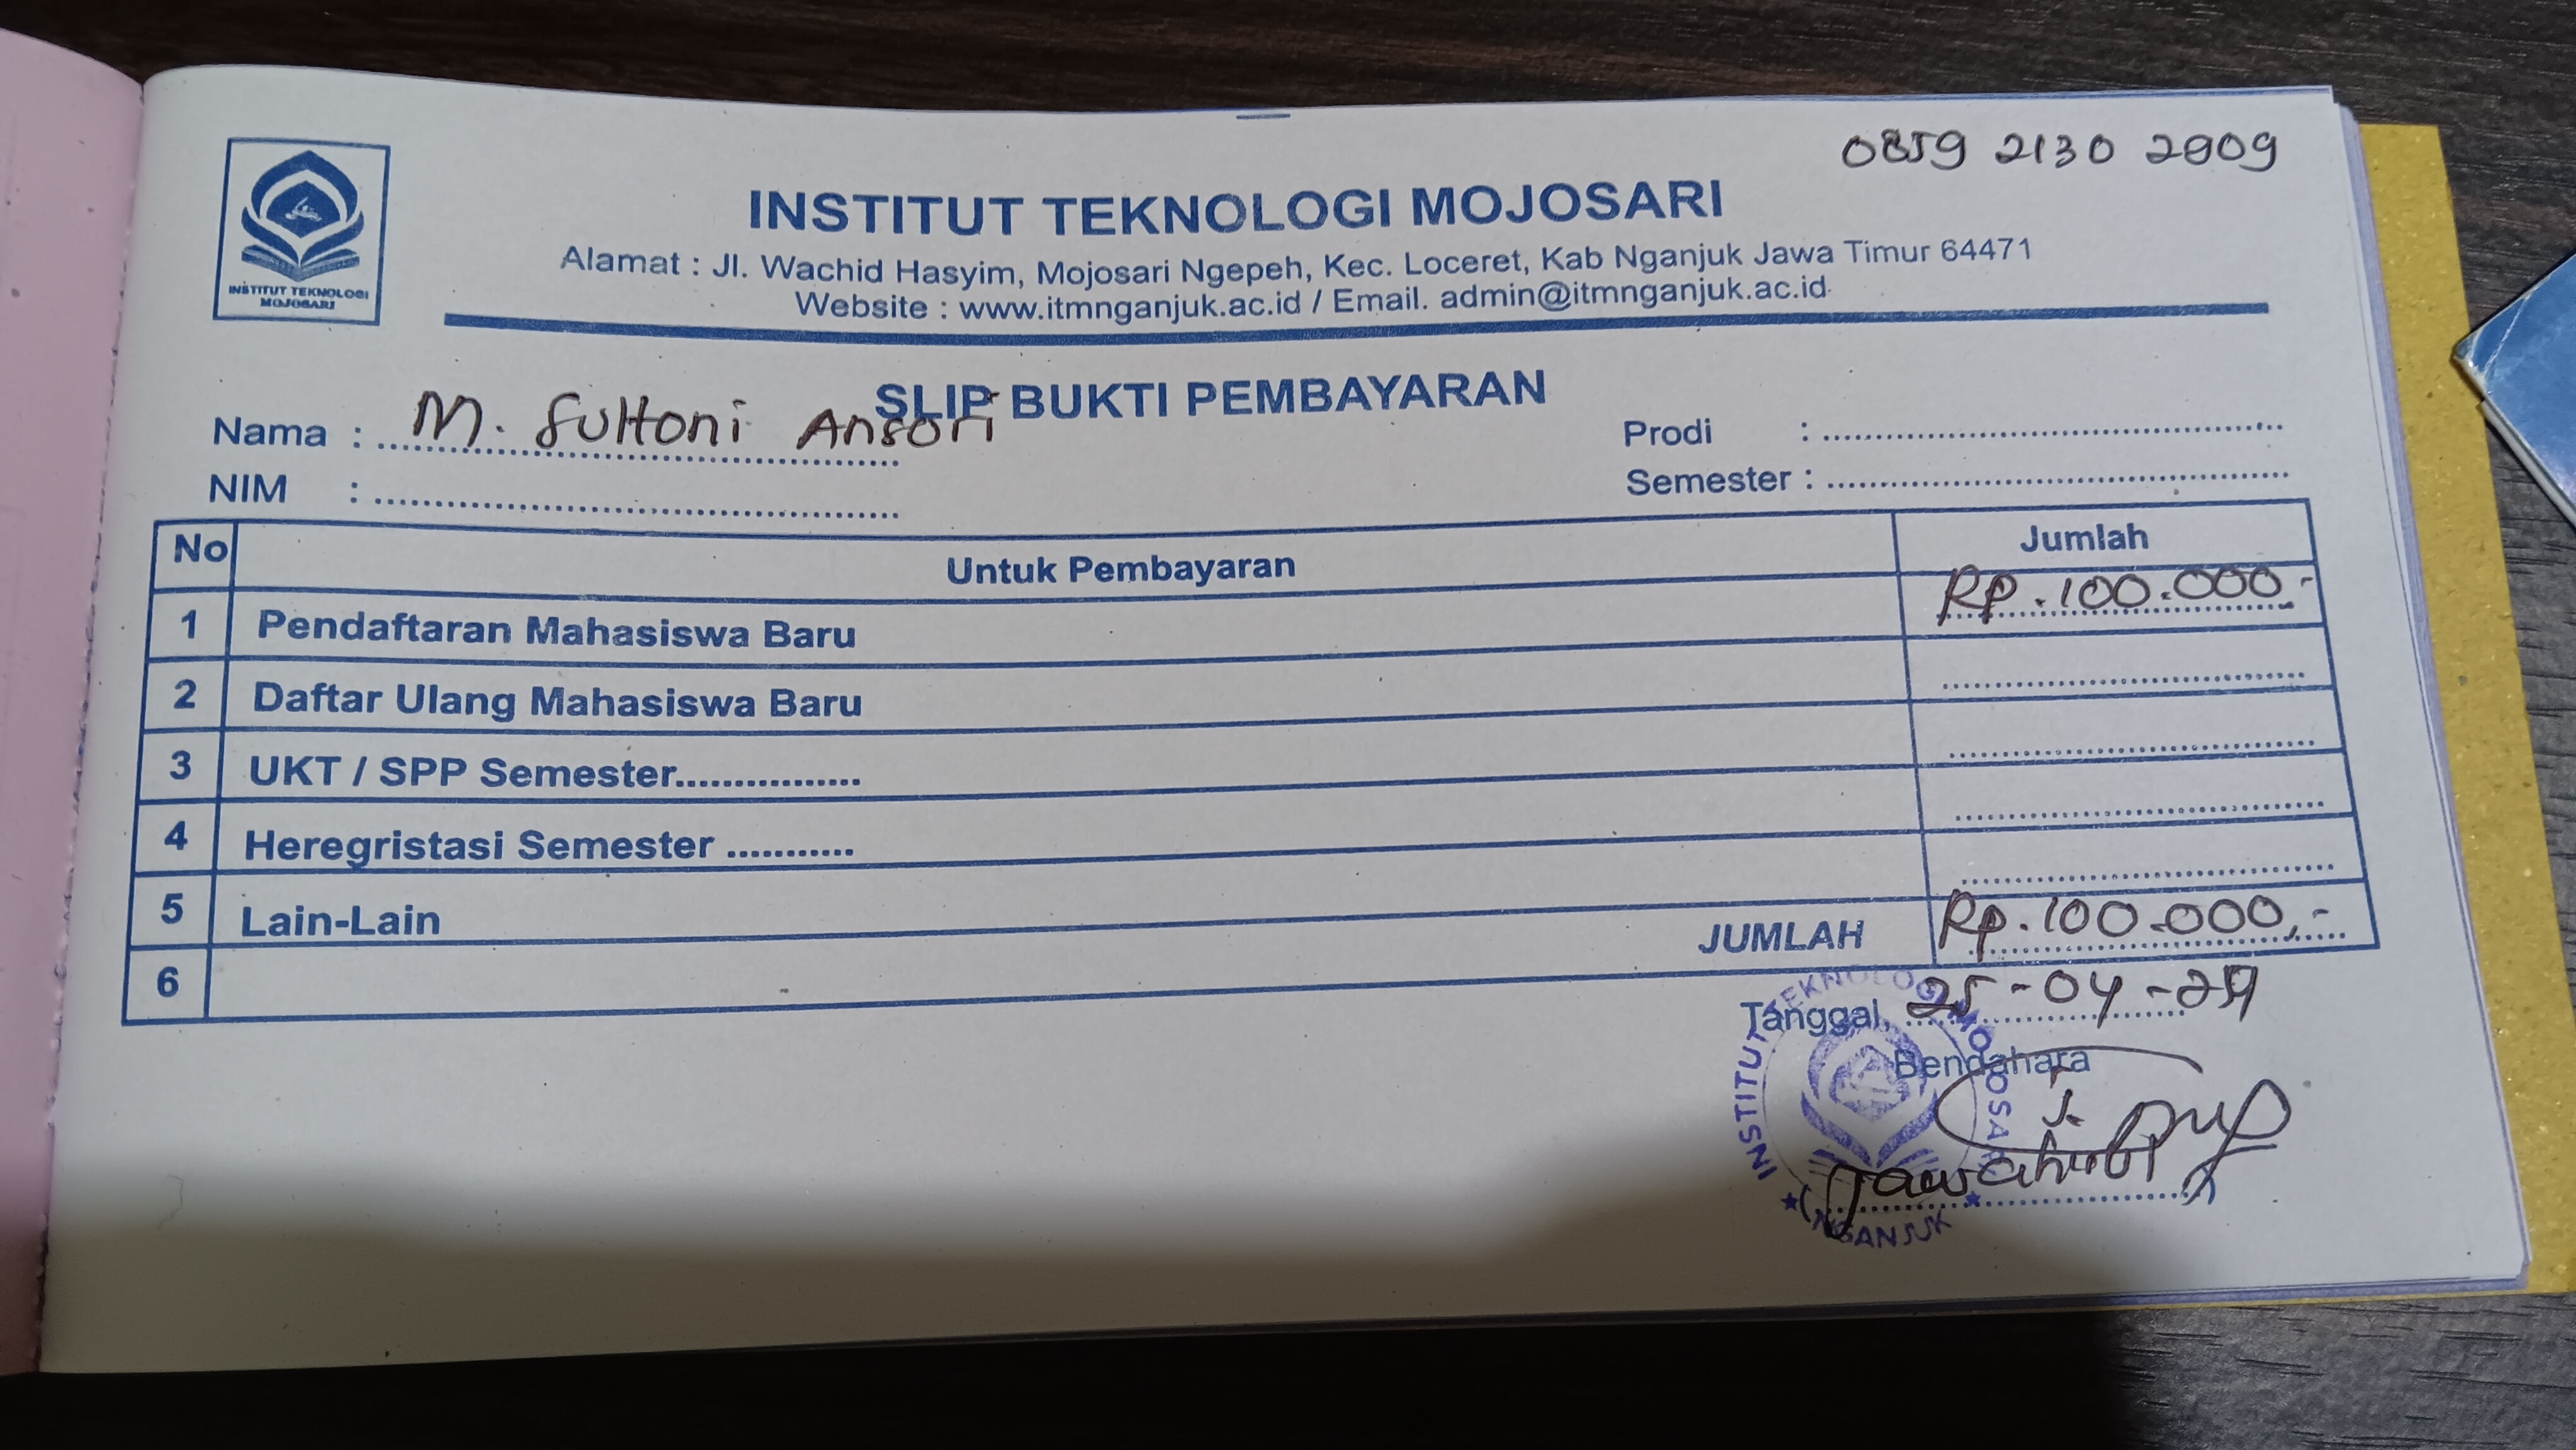 0859 2130 2909
INSTITUT TEKNOLOGI MOJOSARI
Alamat : Jl. Wachid Hasyim, Mojosari Ngepeh, Kec. Loceret, Kab Nganjuk Jawa Timur 64471
Website : www.itmnganjuk.ac.id / Email. admin@itmnganjuk.ac.id
INSTITUT TEKNOLOGI
MOJOSARI
SLIP BUKTI PEMBAYARAN
Nama : M. Sultoni Ansori
NIM : ..............................
Prodi : ..............................
Semester : ..............................
No Untuk Pembayaran Jumlah
1 Pendaftaran Mahasiswa Baru Rp. 100.000.-
2 Daftar Ulang Mahasiswa Baru
3 UKT / SPP Semester................
4 Heregristasi Semester ...........
5 Lain-Lain
6 JUMLAH Rp. 100.000,-
Tanggal, 25-04-
Bendahara
INSTITUT TEKNOLOGI MOJOSARI
NGANJUK